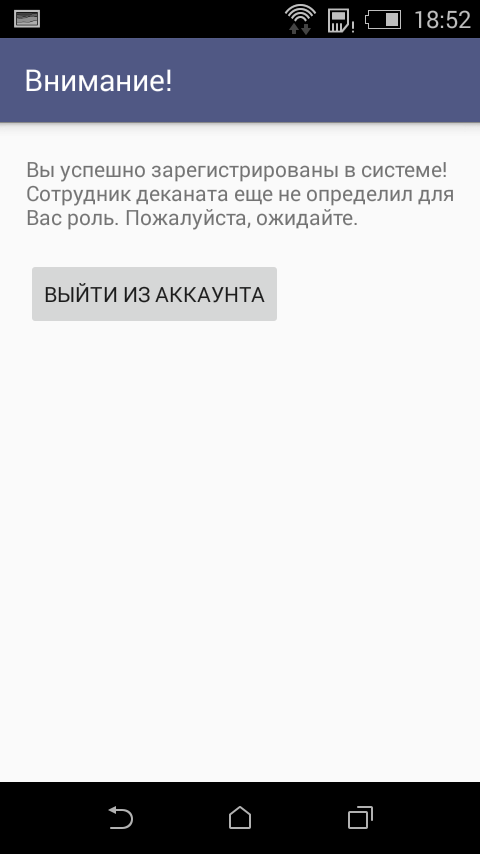 18:52
Внимание!
Вы успешно зарегистрированы в системе!
Сотрудник деканата еще не определил для
Вас роль. Пожалуйста, ожидайте.
ВЫЙТИ ИЗ АККАУНТА